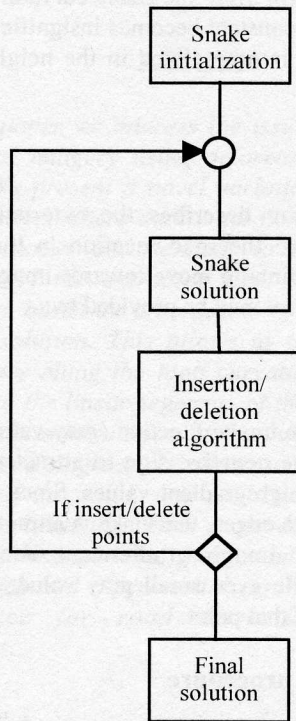 Snake
initialization
Snake
solution
Insertion/
deletion
algorithm
If insert/delete
points
Final
solution